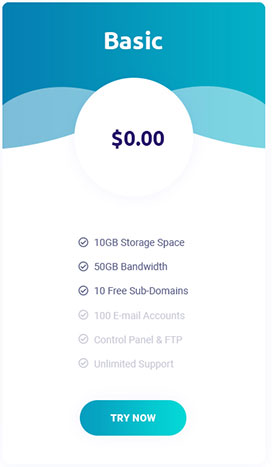 Basic
$0.00
10GB Storage Space
50GB Bandwidth
10 Free Sub-Domains
100 E-mail Accounts
Control Panel & FTP
Unlimited Support
TRY NOW